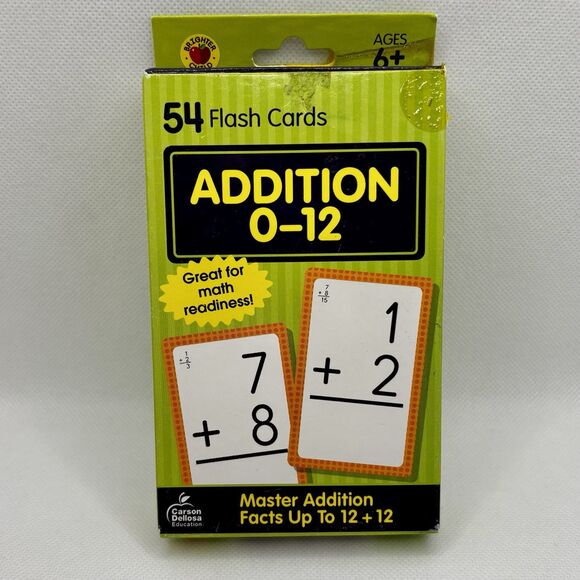 BRIGHTER
CHILD
AGES
6+
54 Flash Cards
ADDITION
0–12
Great for
math
readiness!
7
+ 8
15
1
+ 2
1
+ 2
3
7
+ 8
Carson
Dellosa
Education
Master Addition
Facts Up To 12 + 12